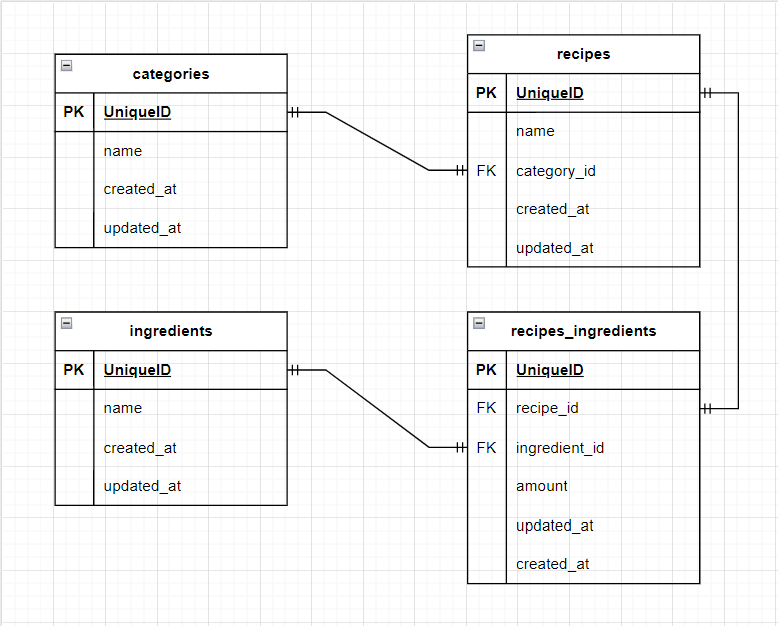 categories
PK UniqueID
name
created_at
updated_at
recipes
PK UniqueID
name
FK category_id
created_at
updated_at
ingredients
PK UniqueID
name
created_at
updated_at
recipes_ingredients
PK UniqueID
FK recipe_id
FK ingredient_id
amount
updated_at
created_at